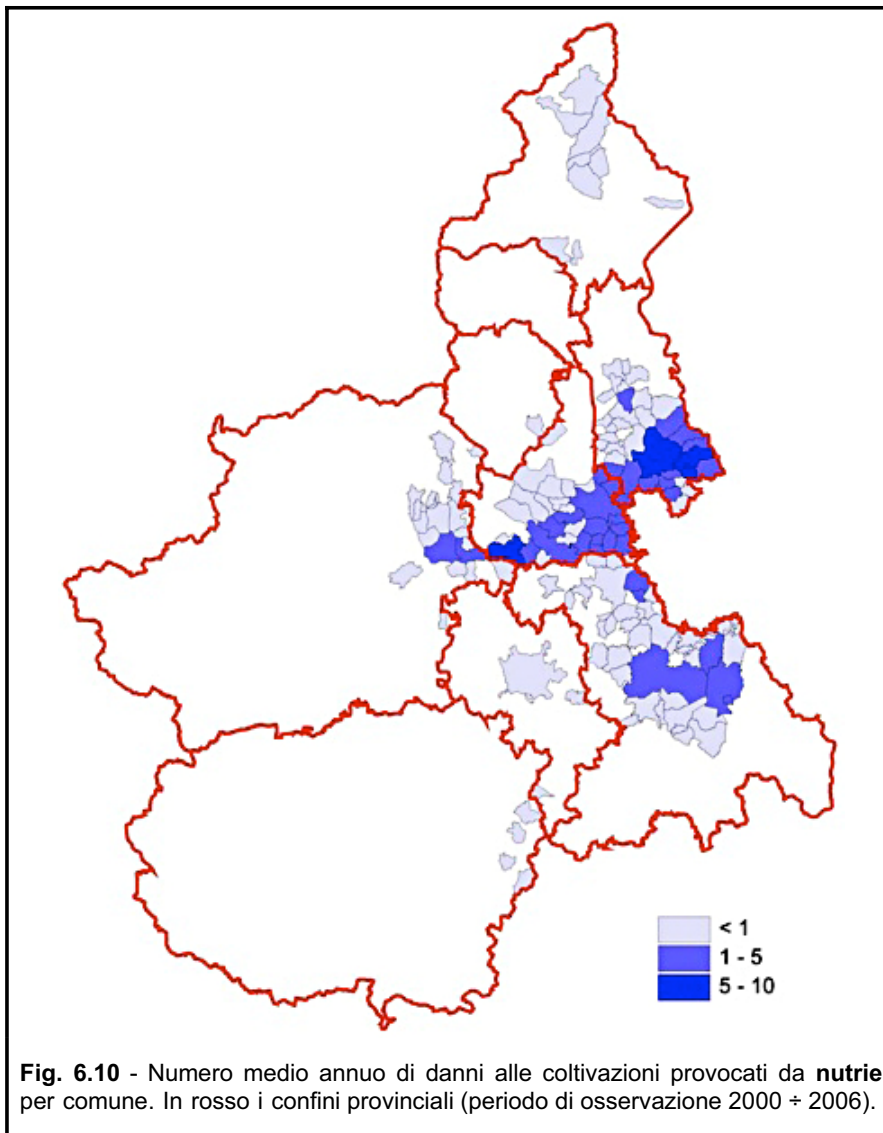 < 1
1 - 5
5 - 10
Fig. 6.10 - Numero medio annuo di danni alle coltivazioni provocati da nutrie
per comune. In rosso i confini provinciali (periodo di osservazione 2000 ÷ 2006).